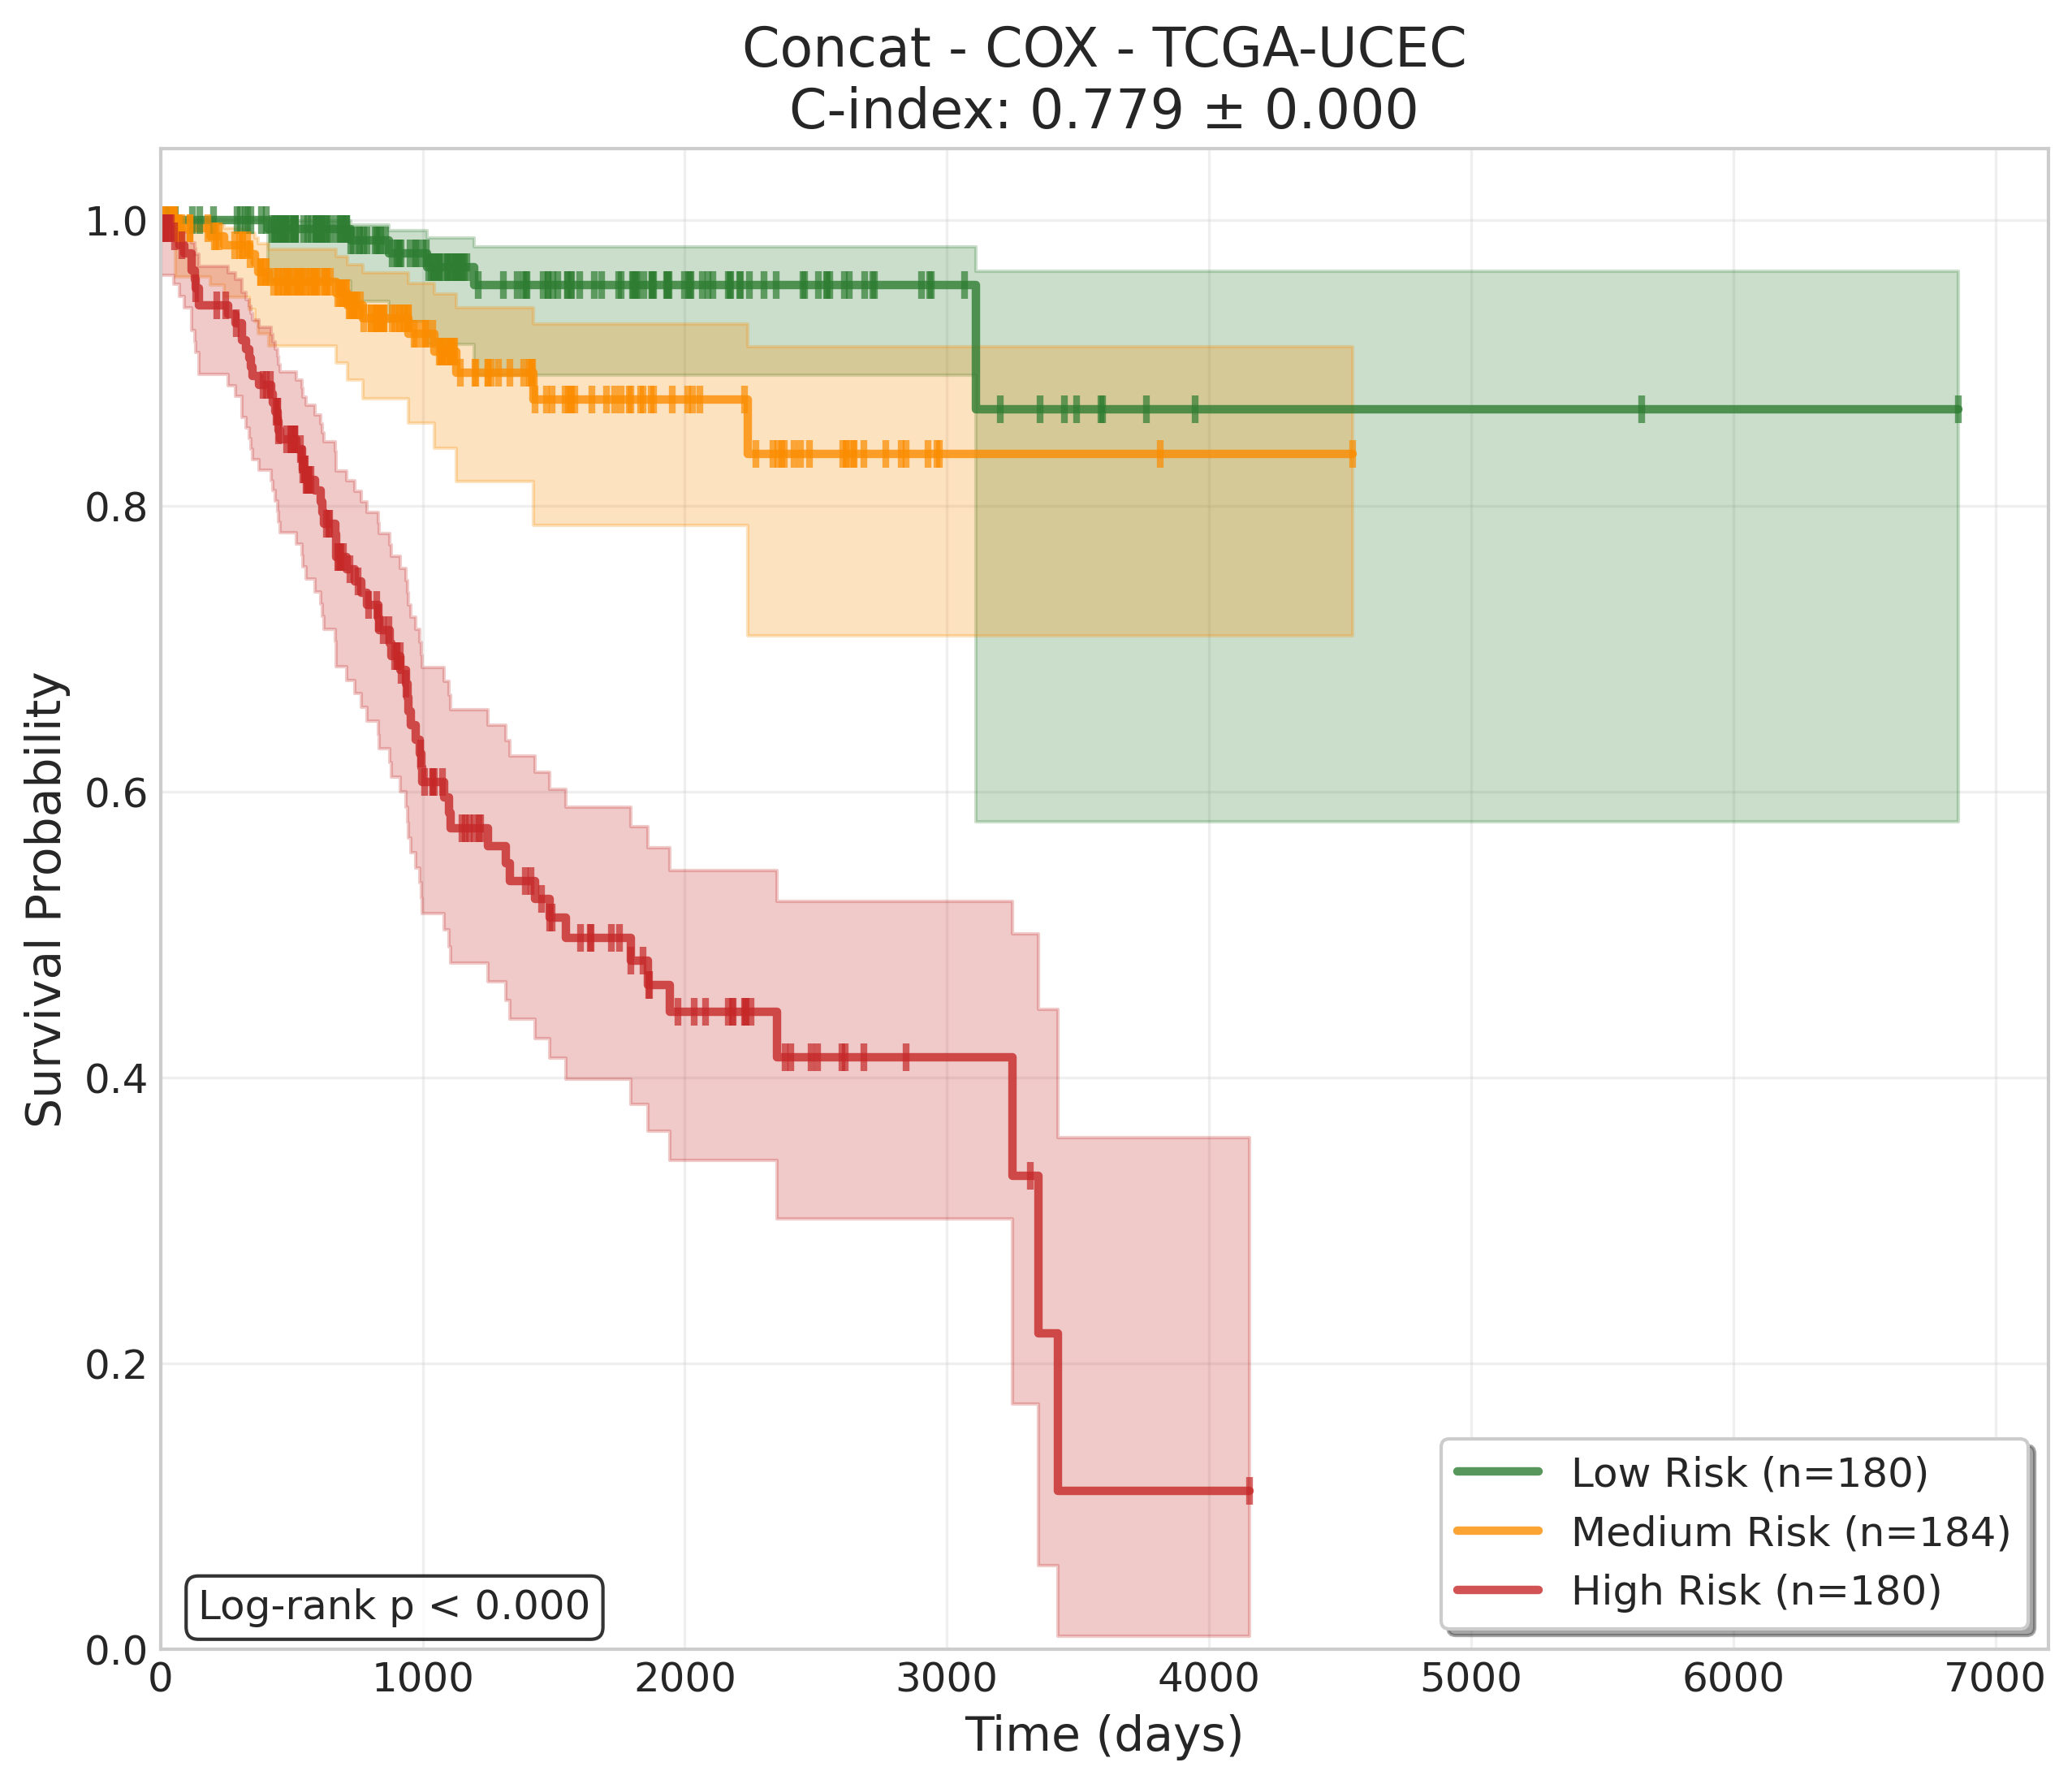 Concat - COX - TCGA-UCEC
C-index: 0.779 ± 0.000
Survival Probability
1.0
0.8
0.6
0.4
0.2
0.0
0 1000 2000 3000 4000 5000 6000 7000
Time (days)
Log-rank p < 0.000
Low Risk (n=180)
Medium Risk (n=184)
High Risk (n=180)